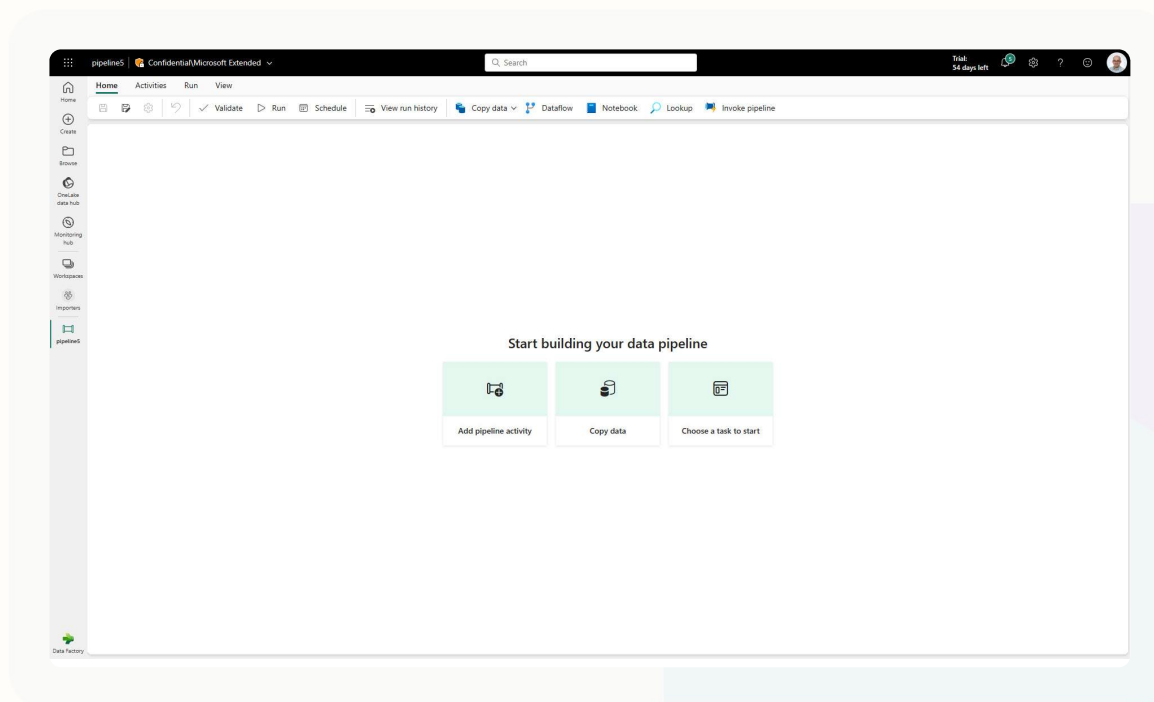 pipeline5 Confidential\Microsoft Extended
Search
Trial:
54 days left
5
?
Home Activities Run View
Validate Run Schedule View run history Copy data Dataflow Notebook Lookup Invoke pipeline
Home
Create
Browse
OneLake
data hub
Monitoring
hub
Workspaces
Importers
pipeline5
Start building your data pipeline
Add pipeline activity Copy data Choose a task to start
Data Factory